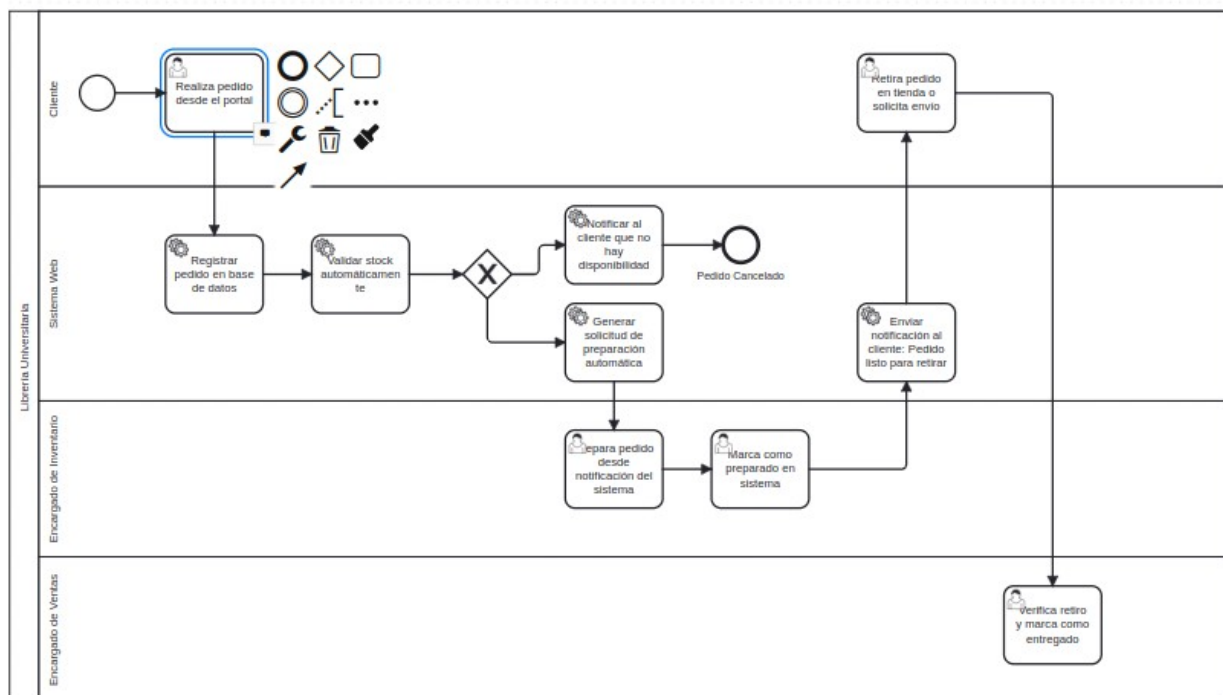 Librería Universitaria
Cliente
Realiza pedido
desde el portal
Retira pedido
en tienda o
solicita envío
Sistema Web
Registrar
pedido en base
de datos
Validar stock
automáticamen
te
Notificar al
cliente que no
hay
disponibilidad
Pedido Cancelado
Generar
solicitud de
preparación
automática
Enviar
notificación al
cliente: Pedido
listo para retirar
Encargado de Inventario
epara pedido
desde
notificación del
sistema
Marca como
preparado en
sistema
Encargado de Ventas
Verifica retiro
y marca como
entregado